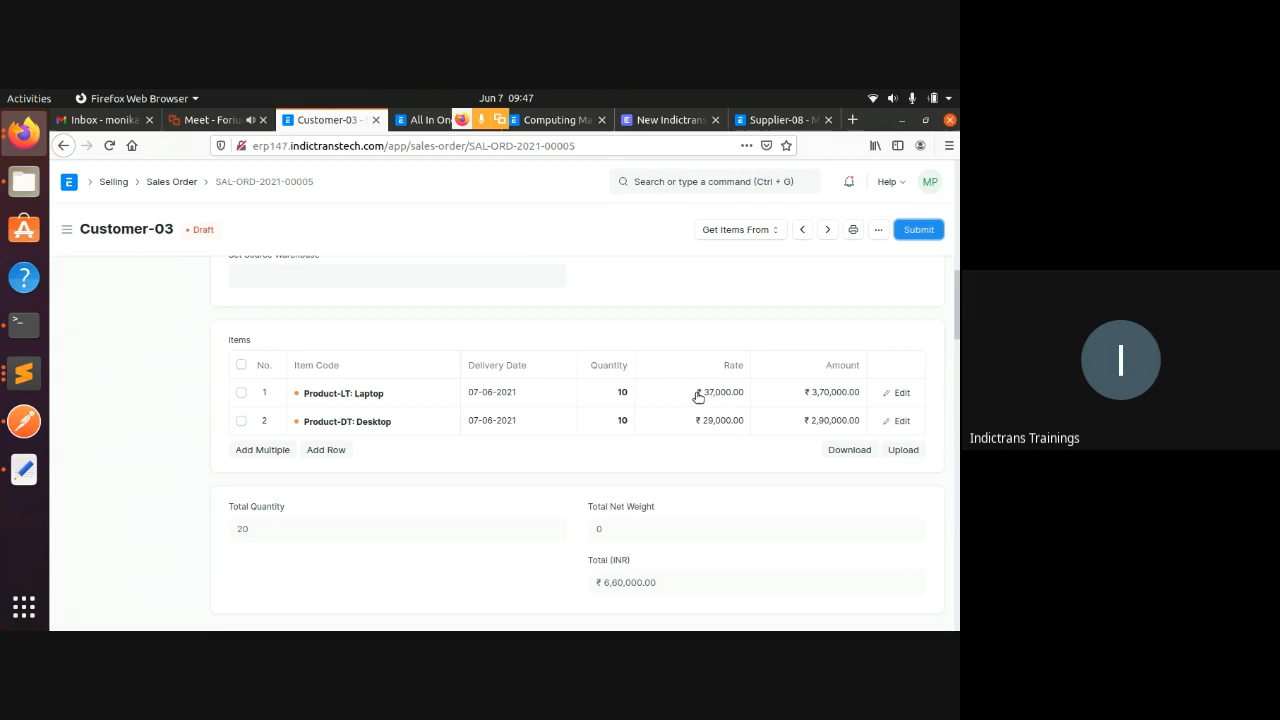 Activities Firefox Web Browser Jun 7 09:47
Inbox - monika Meet - Foriu Customer-03 - All In On Computing Ma New Indictrans Supplier-08 - M
erp147.indictranstech.com/app/sales-order/SAL-ORD-2021-00005
E Selling Sales Order SAL-ORD-2021-00005 Search or type a command (Ctrl + G) Help MP
Customer-03 Draft Get Items From Submit
Set Source Warehouse
Items
No. Item Code Delivery Date Quantity Rate Amount
1 Product-LT: Laptop 07-06-2021 10 ₹ 37,000.00 ₹ 3,70,000.00 Edit
2 Product-DT: Desktop 07-06-2021 10 ₹ 29,000.00 ₹ 2,90,000.00 Edit
Add Multiple Add Row Download Upload
Total Quantity Total Net Weight
20 0
Total (INR)
₹ 6,60,000.00
I
Indictrans Trainings